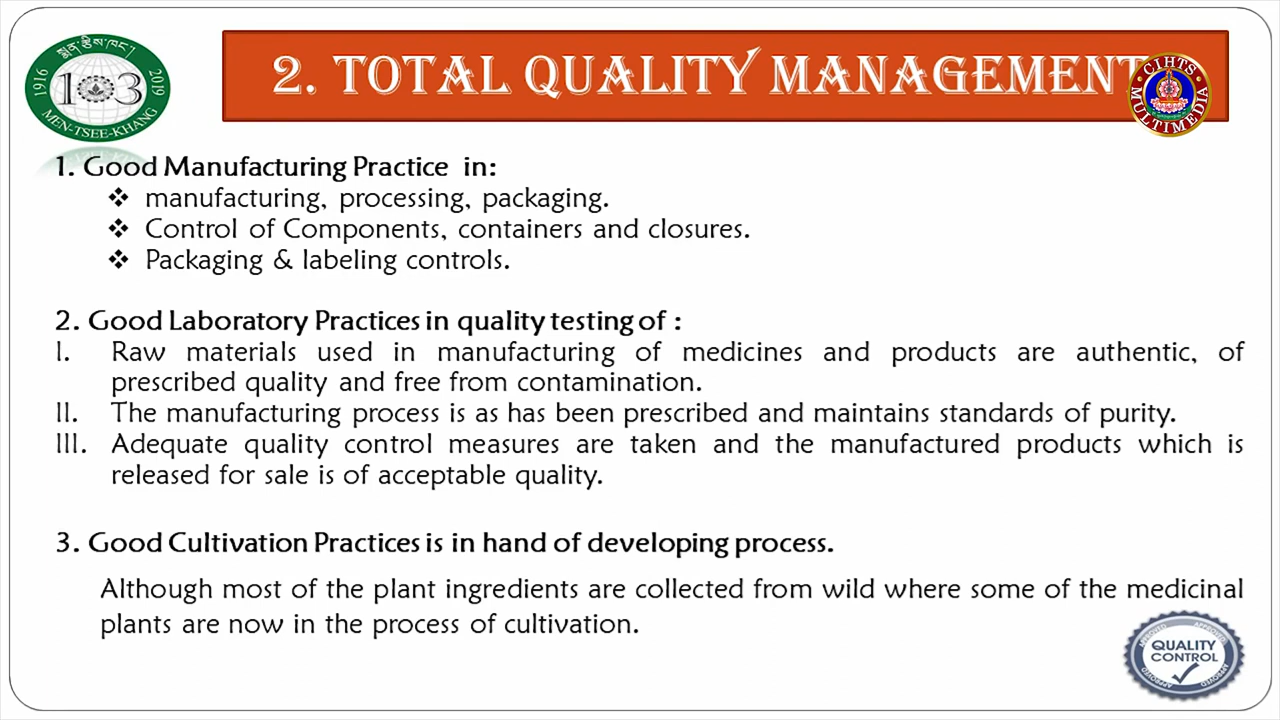 སྨན་རྩིས་ཁང་།
1916
103
2019
MEN-TSEE-KHANG
2. TOTAL QUALITY MANAGEMENT
CIHTS
MULTIMEDIA
1. Good Manufacturing Practice in:
❖ manufacturing, processing, packaging.
❖ Control of Components, containers and closures.
❖ Packaging & labeling controls.
2. Good Laboratory Practices in quality testing of :
I. Raw materials used in manufacturing of medicines and products are authentic, of
prescribed quality and free from contamination.
II. The manufacturing process is as has been prescribed and maintains standards of purity.
III. Adequate quality control measures are taken and the manufactured products which is
released for sale is of acceptable quality.
3. Good Cultivation Practices is in hand of developing process.
Although most of the plant ingredients are collected from wild where some of the medicinal
plants are now in the process of cultivation.
APPROVED APPROVED
QUALITY
CONTROL
APPROVED APPROVED